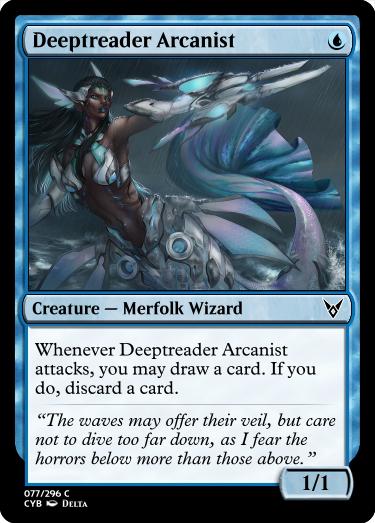 Deeptreader Arcanist
Creature — Merfolk Wizard
Whenever Deeptreader Arcanist
attacks, you may draw a card. If you
do, discard a card.
“The waves may offer their veil, but care
not to dive too far down, as I fear the
horrors below more than those above.”
1/1
077/296 C
CYB Delta